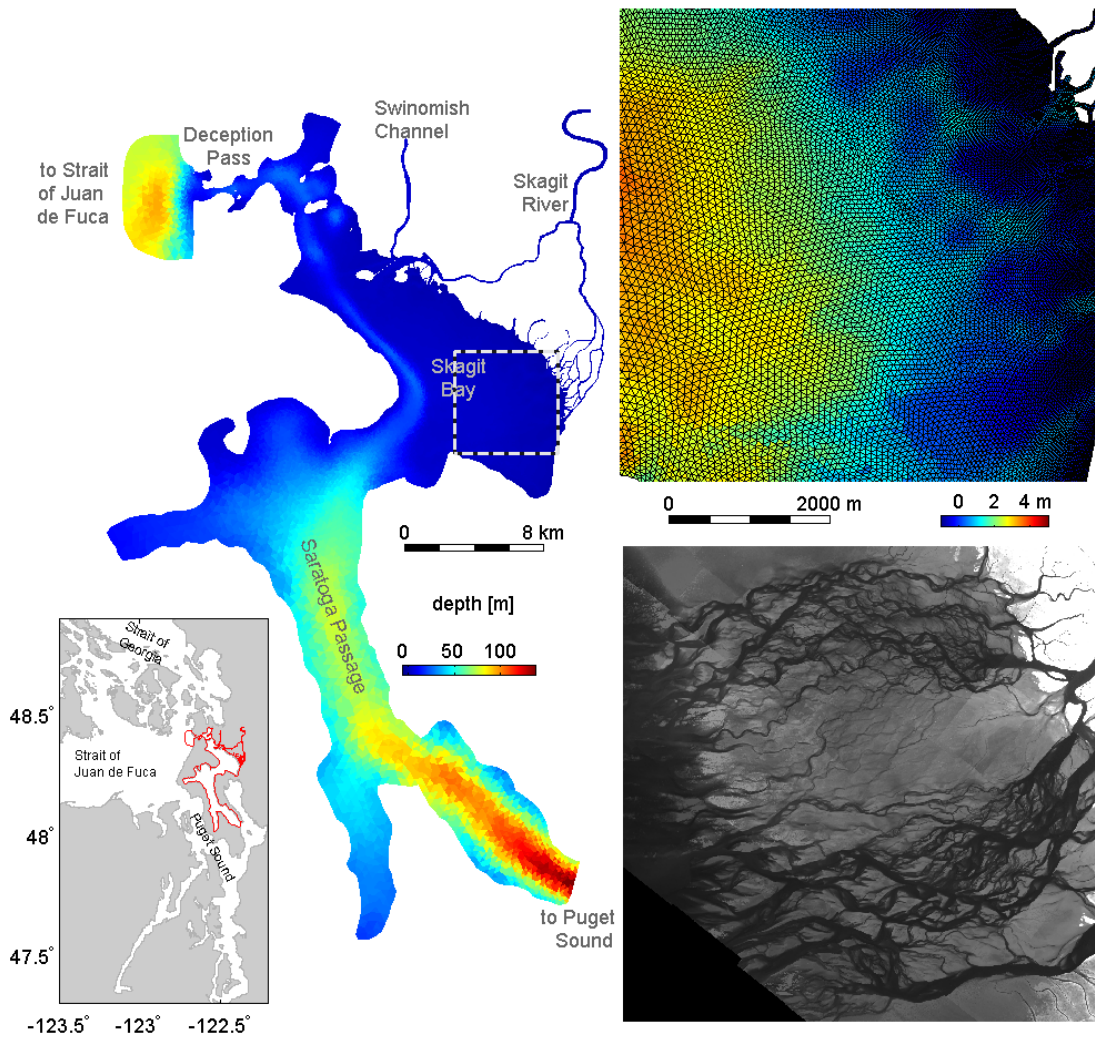 Swinomish
Channel
Deception
Pass
to Strait
of Juan
de Fuca
Skagit
River
Skagit
Bay
0 2000 m
0 2 4 m
0 8 km
Saratoga Passage
depth [m]
0 50 100
Strait of
Georgia
48.5°
Strait of
Juan de Fuca
48°
Puget Sound
47.5°
to Puget
Sound
-123.5° -123° -122.5°